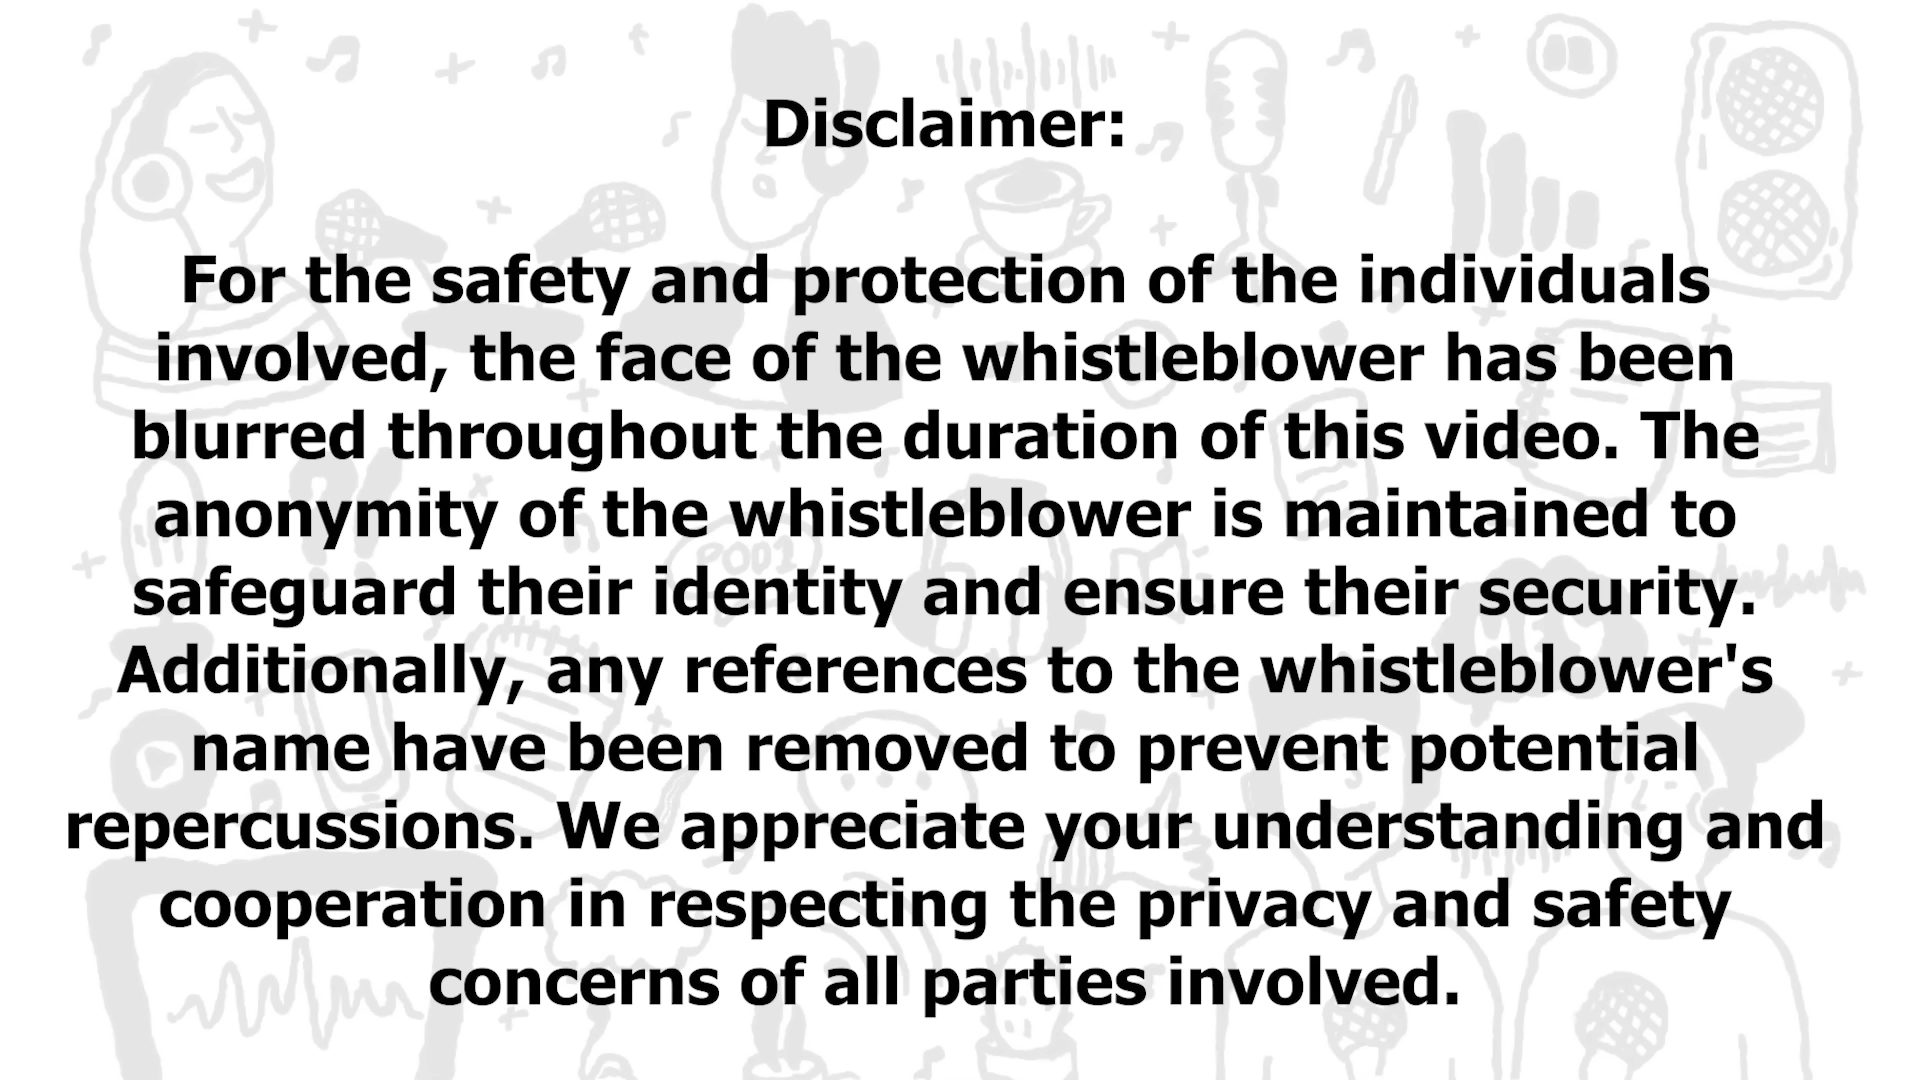 Disclaimer:
For the safety and protection of the individuals
involved, the face of the whistleblower has been
blurred throughout the duration of this video. The
anonymity of the whistleblower is maintained to
safeguard their identity and ensure their security.
Additionally, any references to the whistleblower's
name have been removed to prevent potential
repercussions. We appreciate your understanding and
cooperation in respecting the privacy and safety
concerns of all parties involved.